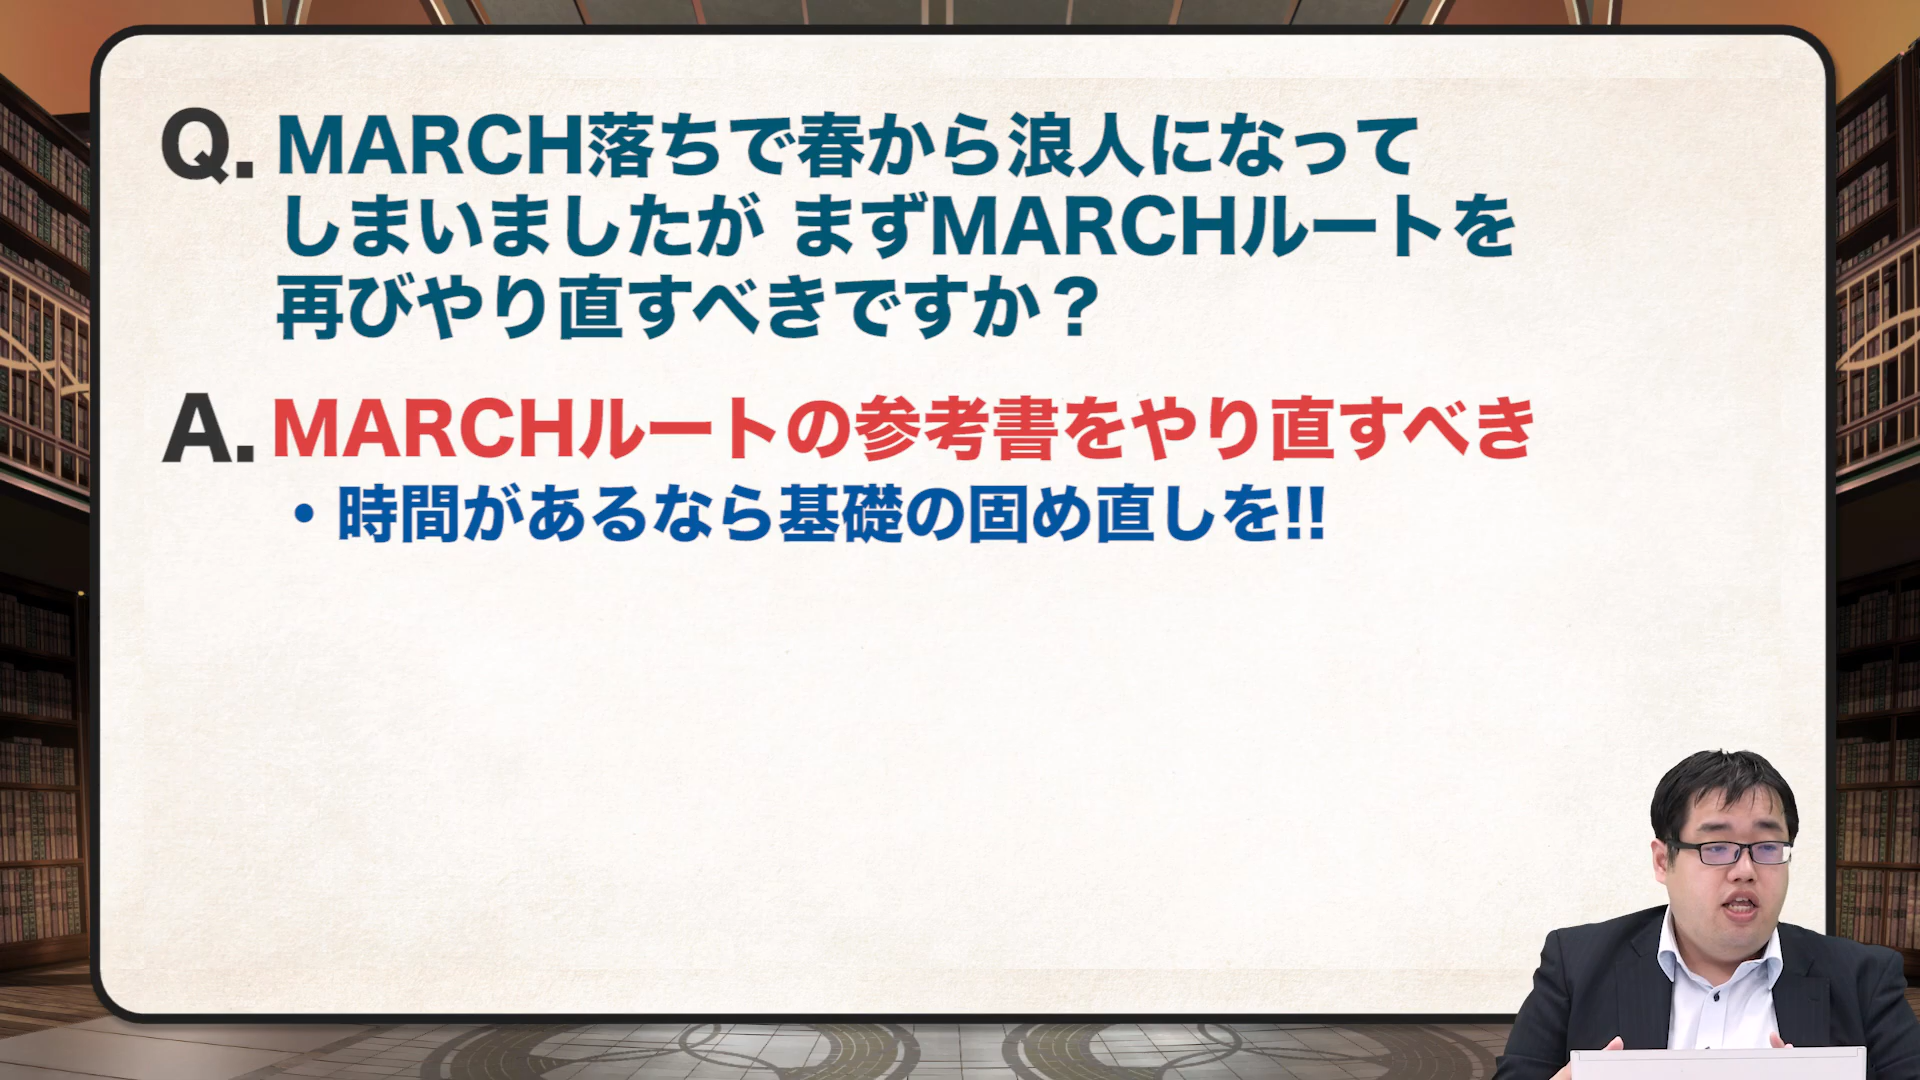 Q. MARCH落ちで春から浪人になって
しまいましたが まずMARCHルートを
再びやり直すべきですか？
A. MARCHルートの参考書をやり直すべき
・時間があるなら基礎の固め直しを!!